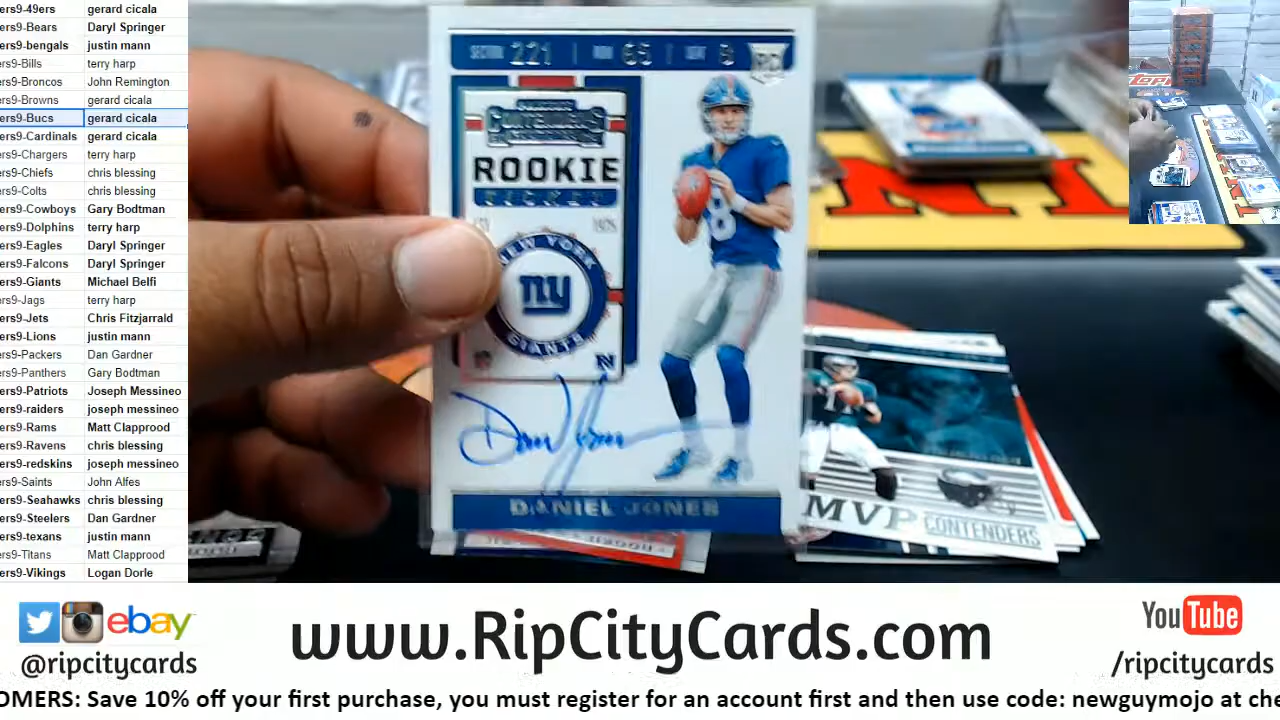 ers9-49ers gerard cicala
ers9-Bears Daryl Springer
ers9-bengals justin mann
ers9-Bills terry harp
ers9-Broncos John Remington
ers9-Browns gerard cicala
ers9-Bucs gerard cicala
ers9-Cardinals gerard cicala
ers9-Chargers terry harp
ers9-Chiefs chris blessing
ers9-Colts chris blessing
ers9-Cowboys Gary Bodtman
ers9-Dolphins terry harp
ers9-Eagles Daryl Springer
ers9-Falcons Daryl Springer
ers9-Giants Michael Belfi
ers9-Jags terry harp
ers9-Jets Chris Fitzjarrald
ers9-Lions justin mann
ers9-Packers Dan Gardner
ers9-Panthers Gary Bodtman
ers9-Patriots Joseph Messineo
ers9-raiders joseph messineo
ers9-Rams Matt Clapprood
ers9-Ravens chris blessing
ers9-redskins joseph messineo
ers9-Saints John Alfes
ers9-Seahawks chris blessing
ers9-Steelers Dan Gardner
ers9-texans justin mann
ers9-Titans Matt Clapprood
ers9-Vikings Logan Dorle
221 65 8 RC
CONTENDERS
ROOKIE
TICKET
NEW YORK
ny
GIANTS
N
8
DANIEL JONES
11
MVP CONTENDERS
ebay
@ripcitycards
www.RipCityCards.com
YouTube
/ripcitycards
OMERS: Save 10% off your first purchase, you must register for an account first and then use code: newguymojo at che